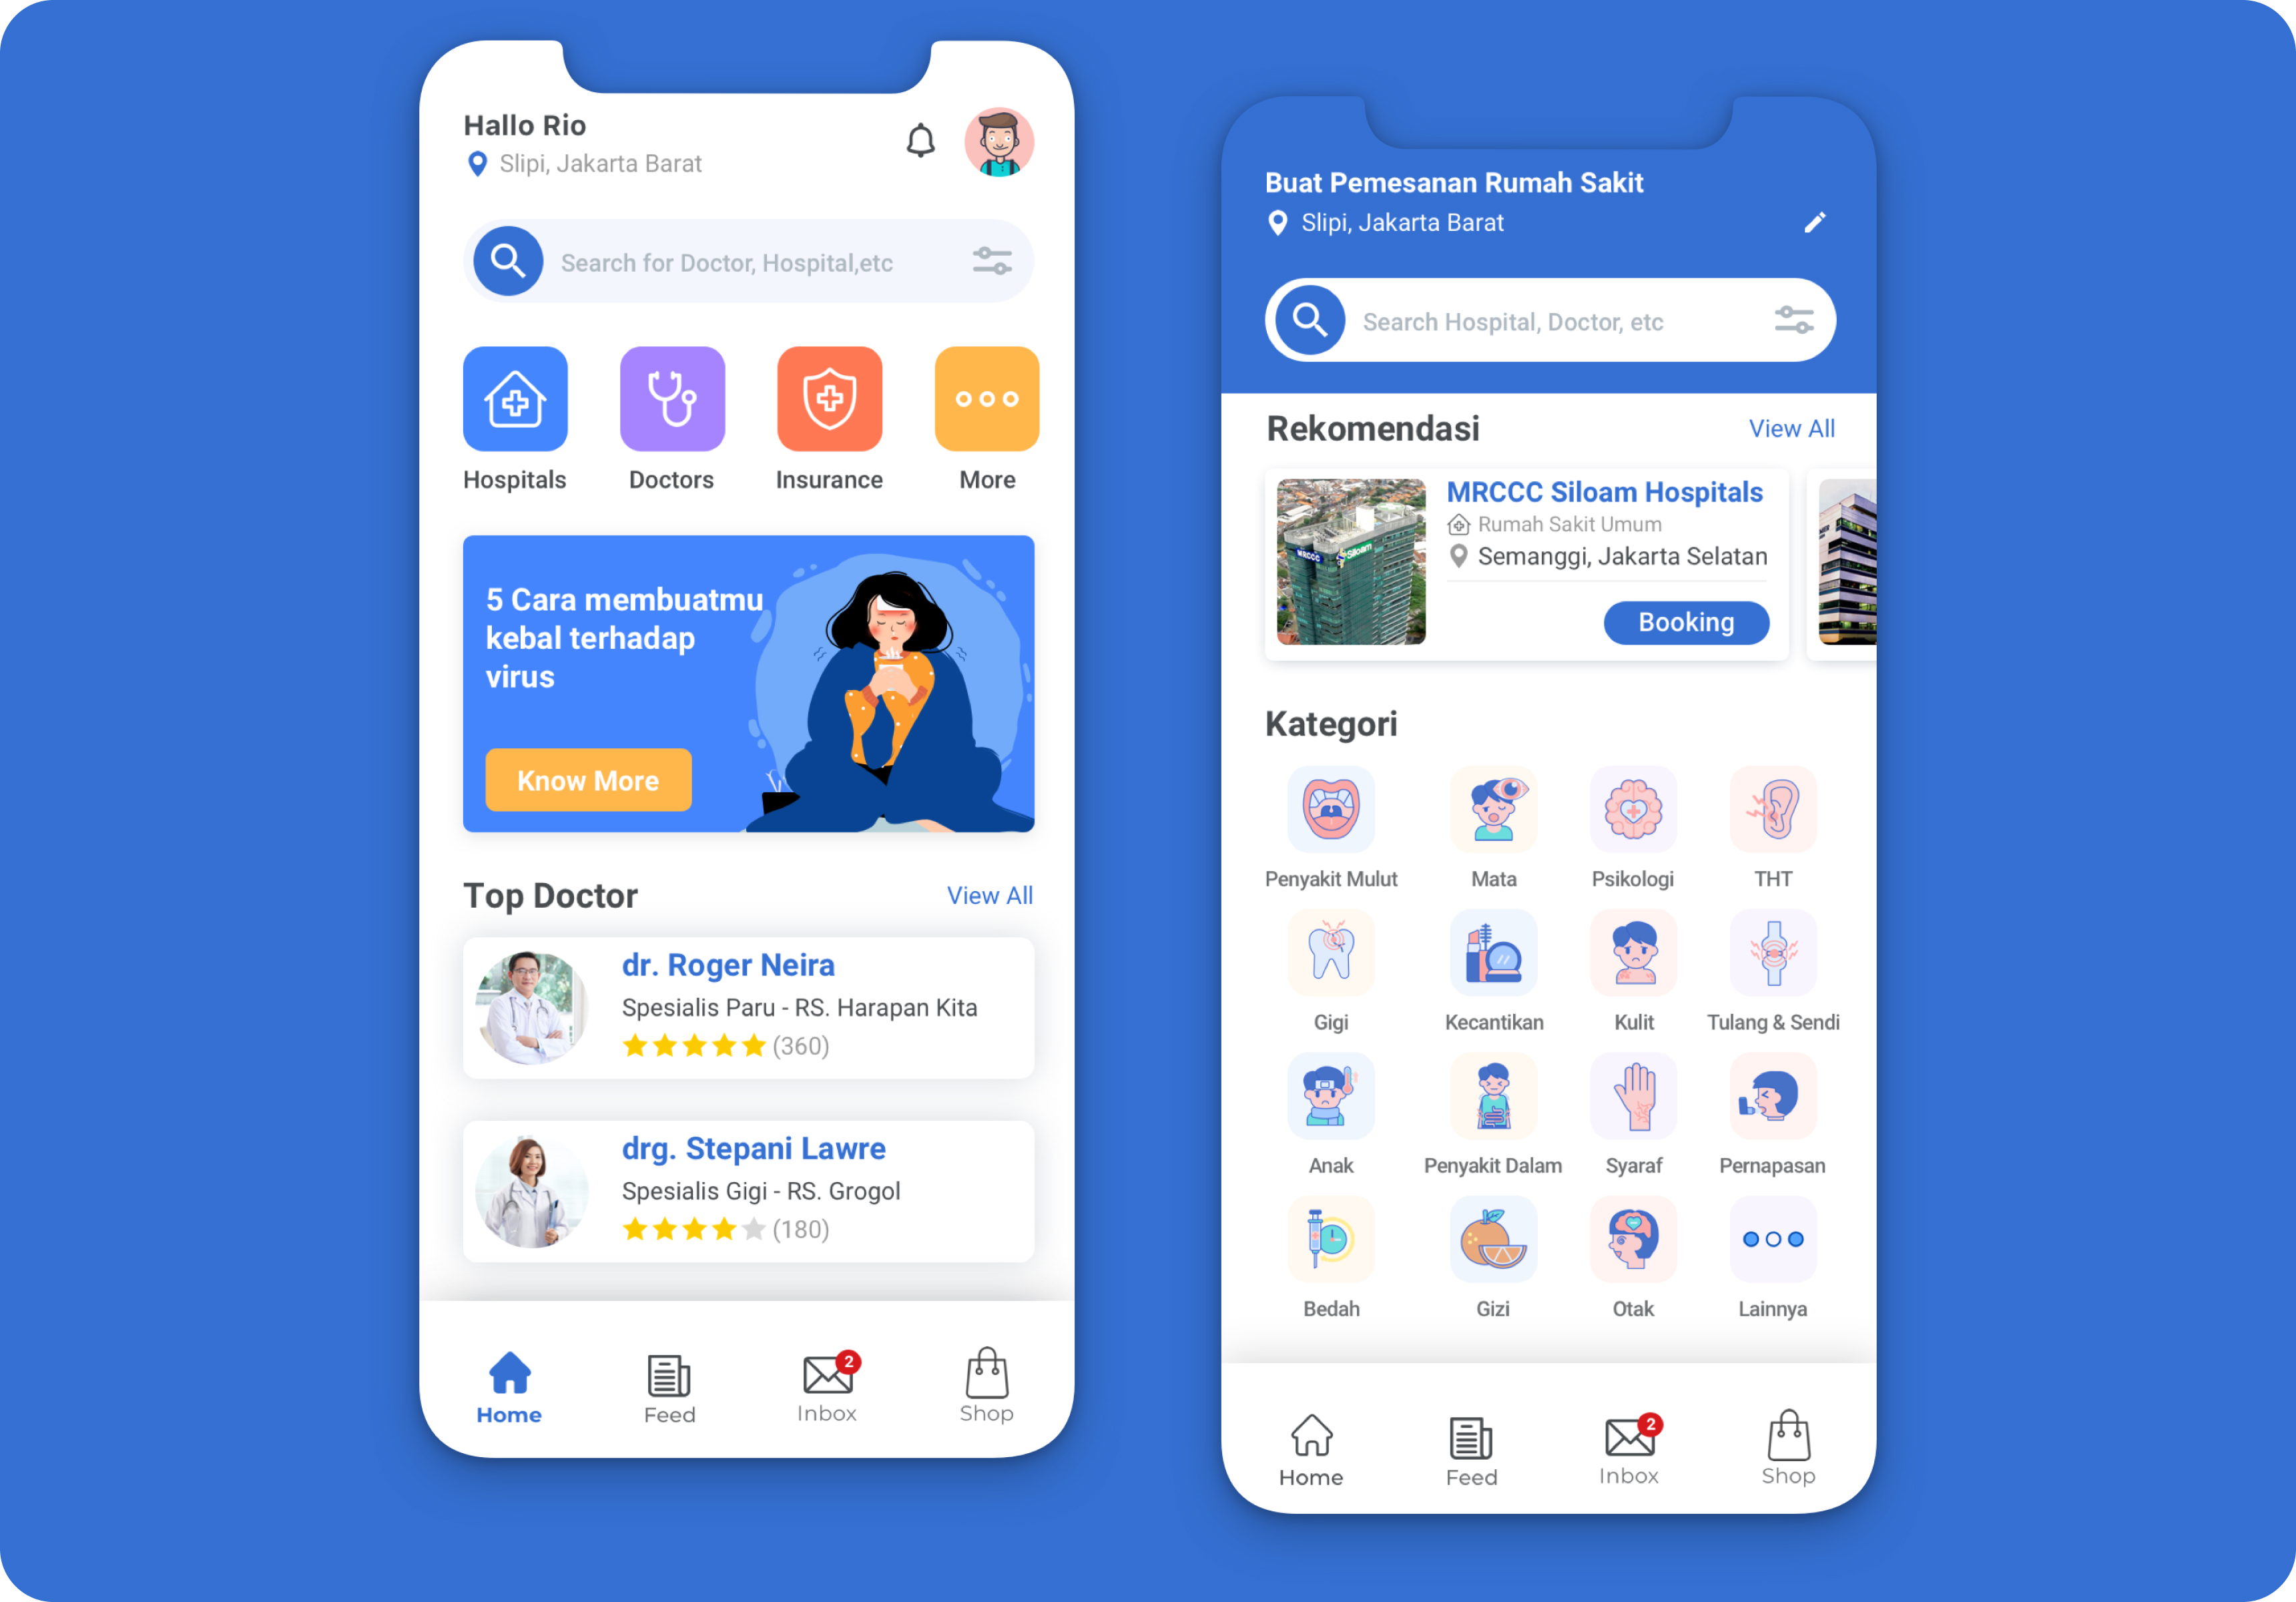 Hallo Rio
Slipi, Jakarta Barat
Search for Doctor, Hospital,etc
Hospitals
Doctors
Insurance
More
5 Cara membuatmu
kebal terhadap
virus
Know More
Top Doctor
View All
dr. Roger Neira
Spesialis Paru - RS. Harapan Kita
(360)
drg. Stepani Lawre
Spesialis Gigi - RS. Grogol
(180)
2
Home
Feed
Inbox
Shop
Buat Pemesanan Rumah Sakit
Slipi, Jakarta Barat
Search Hospital, Doctor, etc
Rekomendasi
View All
MRCCC
Siloam
MRCCC Siloam Hospitals
Rumah Sakit Umum
Semanggi, Jakarta Selatan
Booking
Kategori
Penyakit Mulut
Mata
Psikologi
THT
Gigi
Kecantikan
Kulit
Tulang & Sendi
Anak
Penyakit Dalam
Syaraf
Pernapasan
Bedah
Gizi
Otak
Lainnya
2
Home
Feed
Inbox
Shop